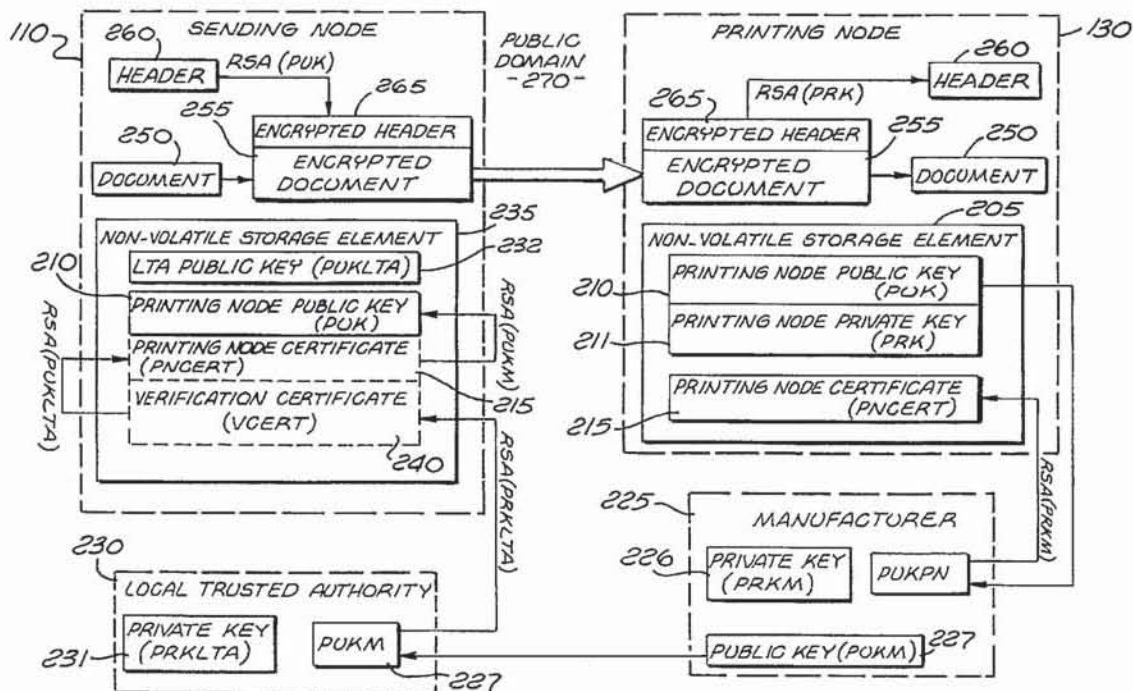 SENDING NODE
110
260
HEADER
RSA (PUK)
265
255
ENCRYPTED HEADER
250
DOCUMENT
ENCRYPTED
DOCUMENT
235
NON-VOLATILE STORAGE ELEMENT
232
210
LTA PUBLIC KEY (PUKLTA)
PRINTING NODE PUBLIC KEY
(PUK)
PRINTING NODE CERTIFICATE
(PNCERT)
215
VERIFICATION CERTIFICATE
(VCERT)
240
RSA(PUKLTA)
RSA(PUKM)
RSA(PRKLTA)
PUBLIC
DOMAIN
-270-
PRINTING NODE
130
260
HEADER
265
RSA(PRK)
ENCRYPTED HEADER
255
250
ENCRYPTED
DOCUMENT
DOCUMENT
205
NON-VOLATILE STORAGE ELEMENT
PRINTING NODE PUBLIC KEY
(PUK)
210
PRINTING NODE PRIVATE KEY
(PRK)
211
PRINTING NODE CERTIFICATE
(PNCERT)
215
RSA(PRKM)
225
MANUFACTURER
226
PRIVATE KEY
(PRKM)
PUKPN
PUBLIC KEY (PUKM)
227
230
LOCAL TRUSTED AUTHORITY
PRIVATE KEY
(PRKLTA)
231
PUKM
227